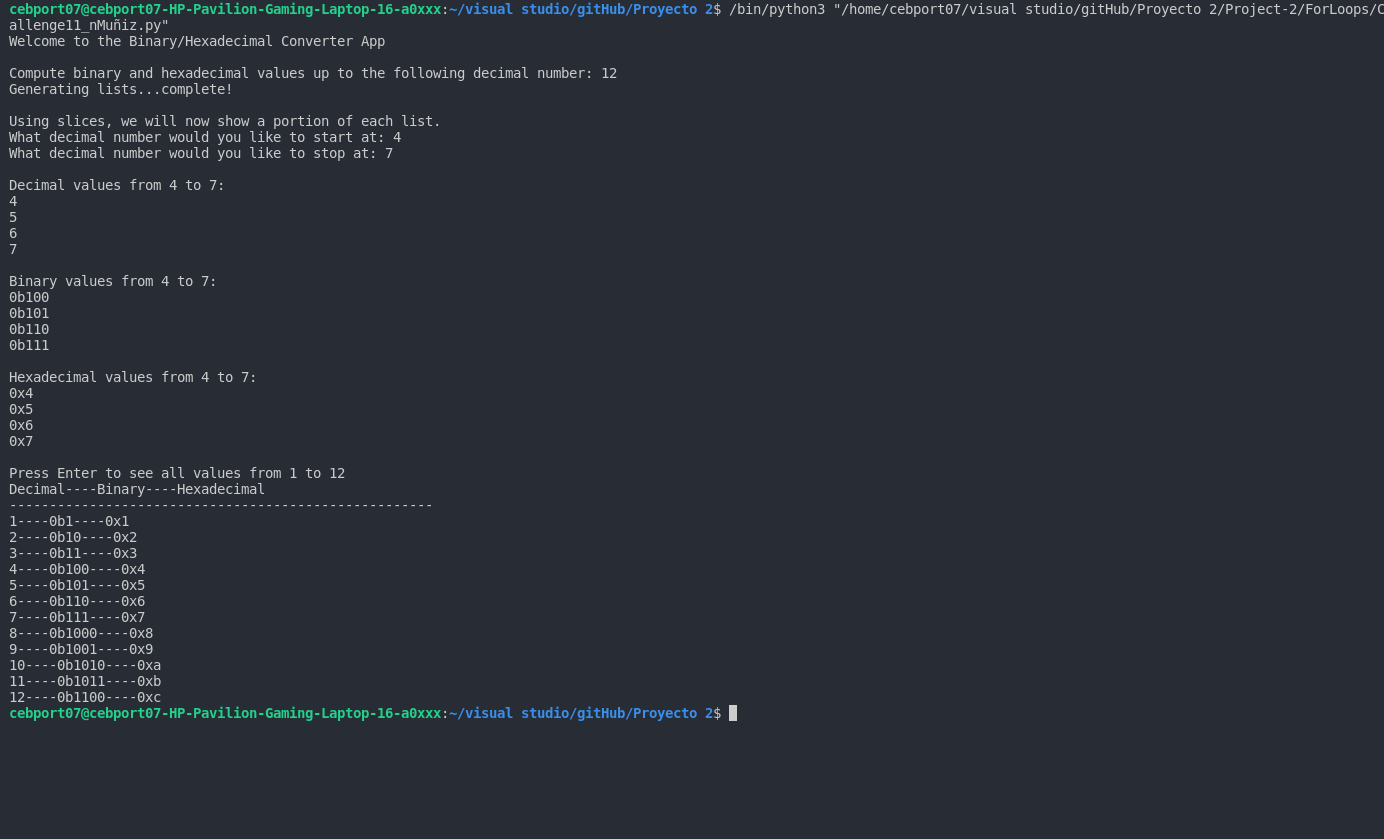 cebport07@cebport07-HP-Pavilion-Gaming-Laptop-16-a0xxx:~/visual studio/gitHub/Proyecto 2$ /bin/python3 "/home/cebport07/visual studio/gitHub/Proyecto 2/Project-2/ForLoops/C
allenge11_nMuñiz.py"
Welcome to the Binary/Hexadecimal Converter App
Compute binary and hexadecimal values up to the following decimal number: 12
Generating lists...complete!
Using slices, we will now show a portion of each list.
What decimal number would you like to start at: 4
What decimal number would you like to stop at: 7
Decimal values from 4 to 7:
4
5
6
7
Binary values from 4 to 7:
0b100
0b101
0b110
0b111
Hexadecimal values from 4 to 7:
0x4
0x5
0x6
0x7
Press Enter to see all values from 1 to 12
Decimal----Binary----Hexadecimal
-----------------------------------------------------
1----0b1----0x1
2----0b10----0x2
3----0b11----0x3
4----0b100----0x4
5----0b101----0x5
6----0b110----0x6
7----0b111----0x7
8----0b1000----0x8
9----0b1001----0x9
10----0b1010----0xa
11----0b1011----0xb
12----0b1100----0xc
cebport07@cebport07-HP-Pavilion-Gaming-Laptop-16-a0xxx:~/visual studio/gitHub/Proyecto 2$